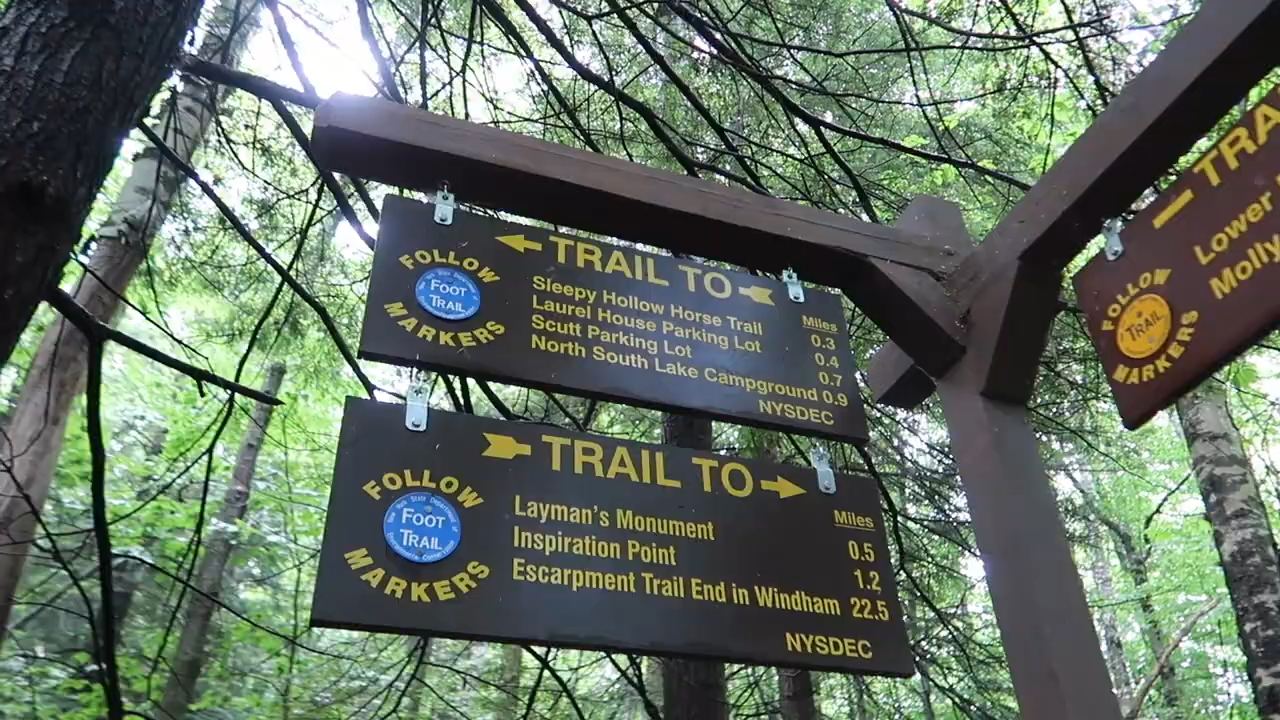 TRAIL TO
FOLLOW
FOOT
TRAIL
MARKERS
Miles
Sleepy Hollow Horse Trail 0.3
Laurel House Parking Lot 0.4
Scutt Parking Lot 0.7
North South Lake Campground 0.9
NYSDEC
TRAIL TO
FOLLOW
FOOT
TRAIL
MARKERS
Miles
Layman's Monument 0.5
Inspiration Point 1.2
Escarpment Trail End in Windham 22.5
NYSDEC
FOLLOW
TRAIL
MARKERS
Lower
Molly